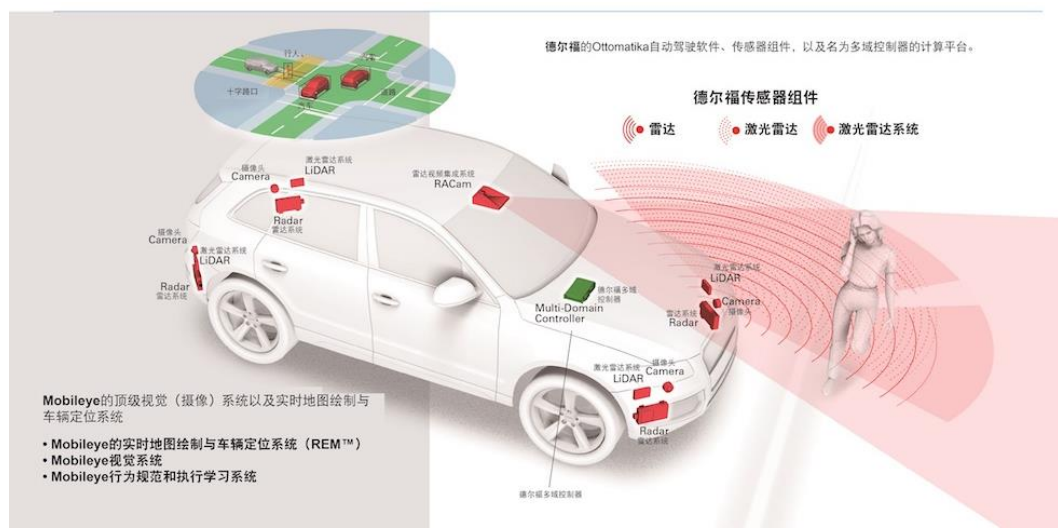 德尔福的Ottomatika自动驾驶软件、传感器组件，以及名为多域控制器的计算平台。
德尔福传感器组件
雷达
激光雷达
激光雷达系统
行人
汽车
十字路口
道路
汽车
摄像头
Camera
激光雷达系统
LiDAR
Radar
雷达系统
雷达视频集成系统
RACam
摄像头
Camera
激光雷达系统
LiDAR
Radar
雷达系统
德尔福多域
控制器
Multi-Domain
Controller
激光雷达系统
LiDAR
Camera
摄像头
雷达系统
Radar
激光雷达系统
LiDAR
摄像头
Camera
Radar
雷达系统
Mobileye的顶级视觉（摄像）系统以及实时地图绘制与
车辆定位系统
• Mobileye的实时地图绘制与车辆定位系统（REM™）
• Mobileye视觉系统
• Mobileye行为规范和执行学习系统
德尔福多域控制器